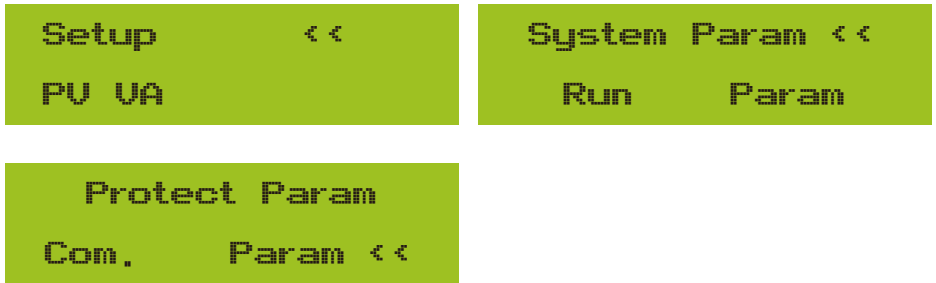 Setup <<
PV VA
System Param <<
Run Param
Protect Param
Com. Param <<